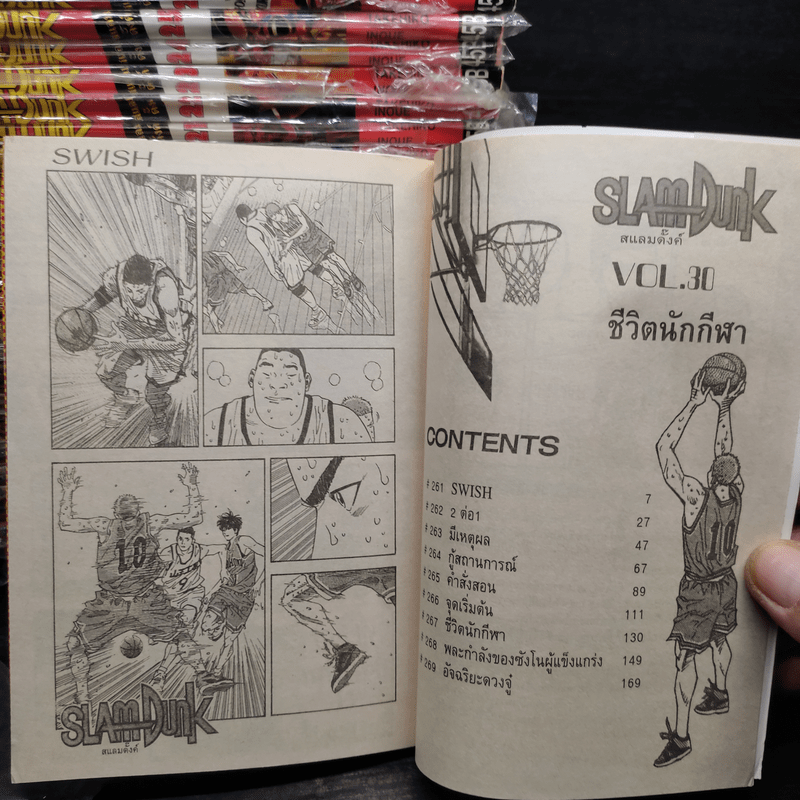 INOUE
INOUE
SWISH
10
9
SLAM DUNK
สแลมดั๊งค์
SLAM DUNK
สแลมดั๊งค์
VOL.30
ชีวิตนักกีฬา
10
CONTENTS
# 261 SWISH 7
# 262 2 ต่อ1 27
# 263 มีเหตุผล 47
# 264 กู้สถานการณ์ 67
# 265 คำสั่งสอน 89
# 266 จุดเริ่มต้น 111
# 267 ชีวิตนักกีฬา 130
# 268 พละกำลังของซังโนผู้แข็งแกร่ง 149
# 269 อัจฉริยะดวงจู๋ 169